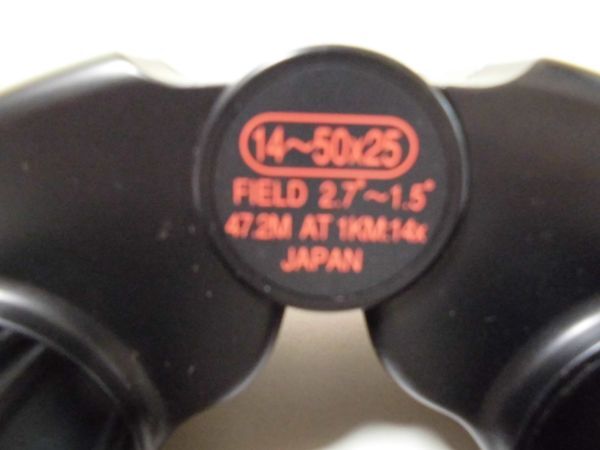 14～50x25
FIELD 2.7°～1.5°
47.2M AT 1KM:14x
JAPAN